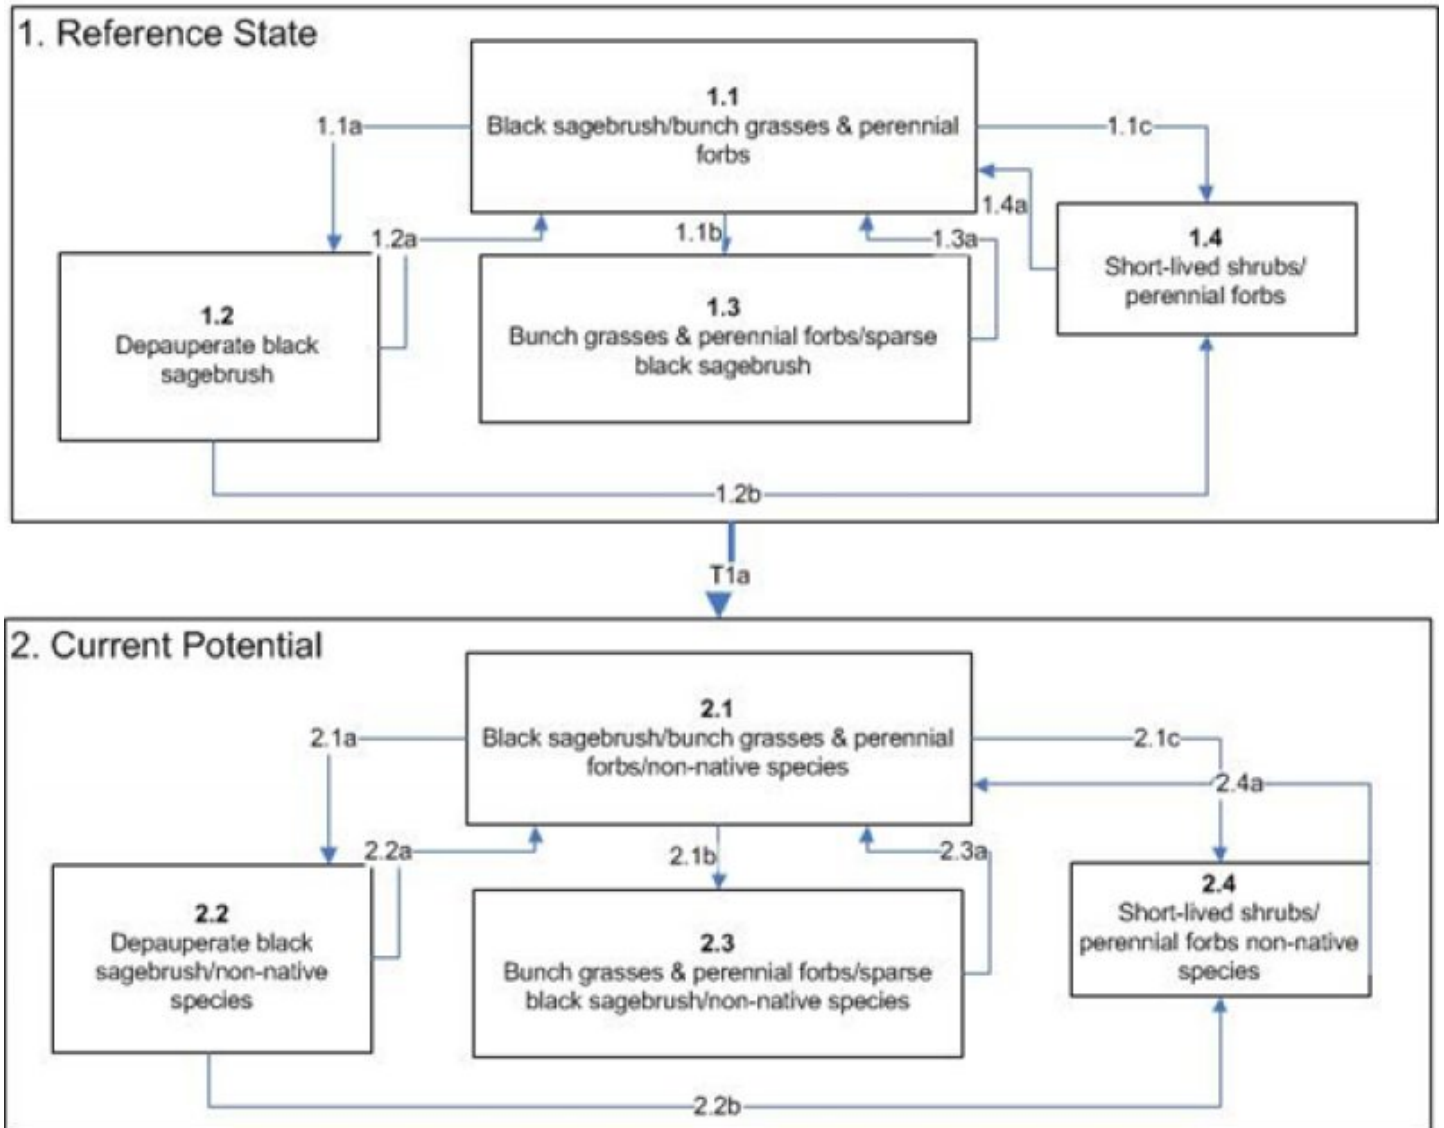 1. Reference State
1.1
Black sagebrush/bunch grasses & perennial
forbs
1.1a
1.1c
1.4a
1.2a
1.1b
1.3a
1.4
Short-lived shrubs/
perennial forbs
1.2
Depauperate black
sagebrush
1.3
Bunch grasses & perennial forbs/sparse
black sagebrush
1.2b
T1a
2. Current Potential
2.1
Black sagebrush/bunch grasses & perennial
forbs/non-native species
2.1a
2.1c
2.4a
2.2a
2.1b
2.3a
2.4
Short-lived shrubs/
perennial forbs non-native
species
2.2
Depauperate black
sagebrush/non-native
species
2.3
Bunch grasses & perennial forbs/sparse
black sagebrush/non-native species
2.2b